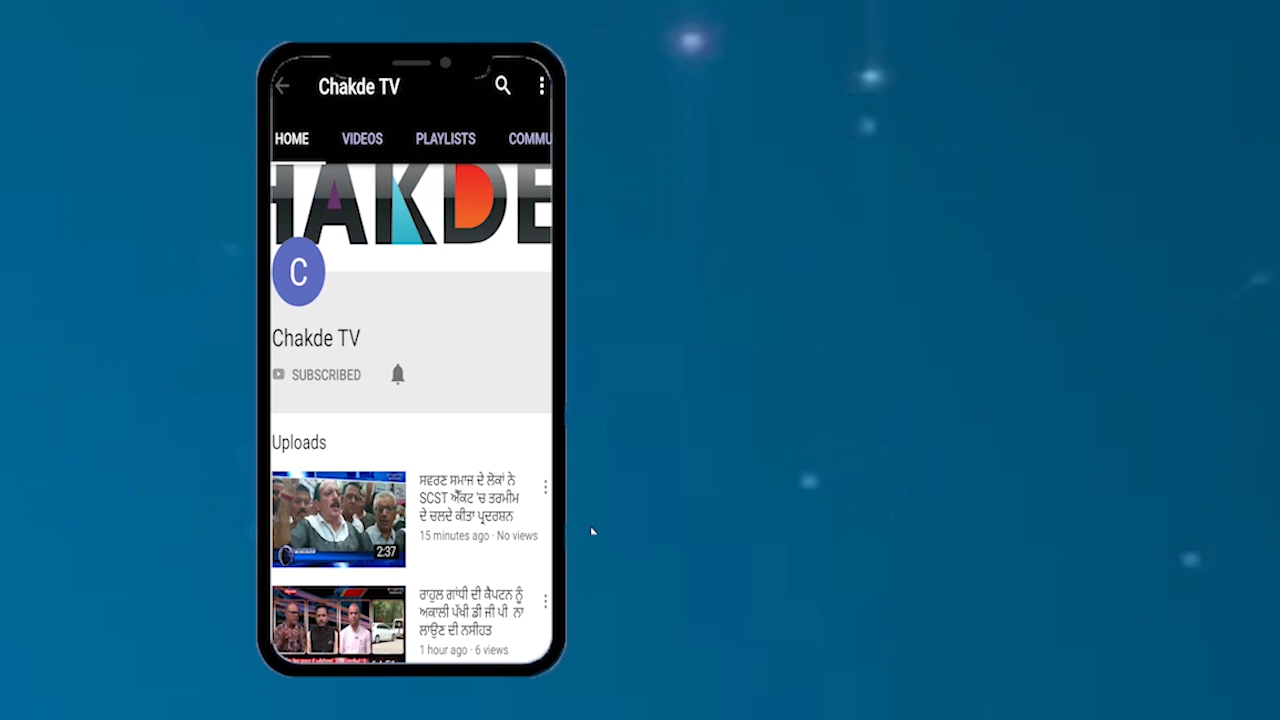 Chakde TV
HOME VIDEOS PLAYLISTS COMMU
HAKDE
C
Chakde TV
SUBSCRIBED
Uploads
ਸਵਰਣ ਸਮਾਜ ਦੇ ਲੋਕਾਂ ਨੇ
SCST ਐੱਕਟ 'ਚ ਤਰਮੀਮ
ਦੇ ਚਲਦੇ ਕੀਤਾ ਪ੍ਰਦਰਸ਼ਨ
15 minutes ago · No views
2:37
ਰਾਹੁਲ ਗਾਂਧੀ ਦੀ ਕੈਪਟਨ ਨੂੰ
ਅਕਾਲੀ ਪੱਖੀ ਡੀ ਜੀ ਪੀ ਨਾ
ਲਾਉਣ ਦੀ ਨਸੀਹਤ
1 hour ago · 6 views